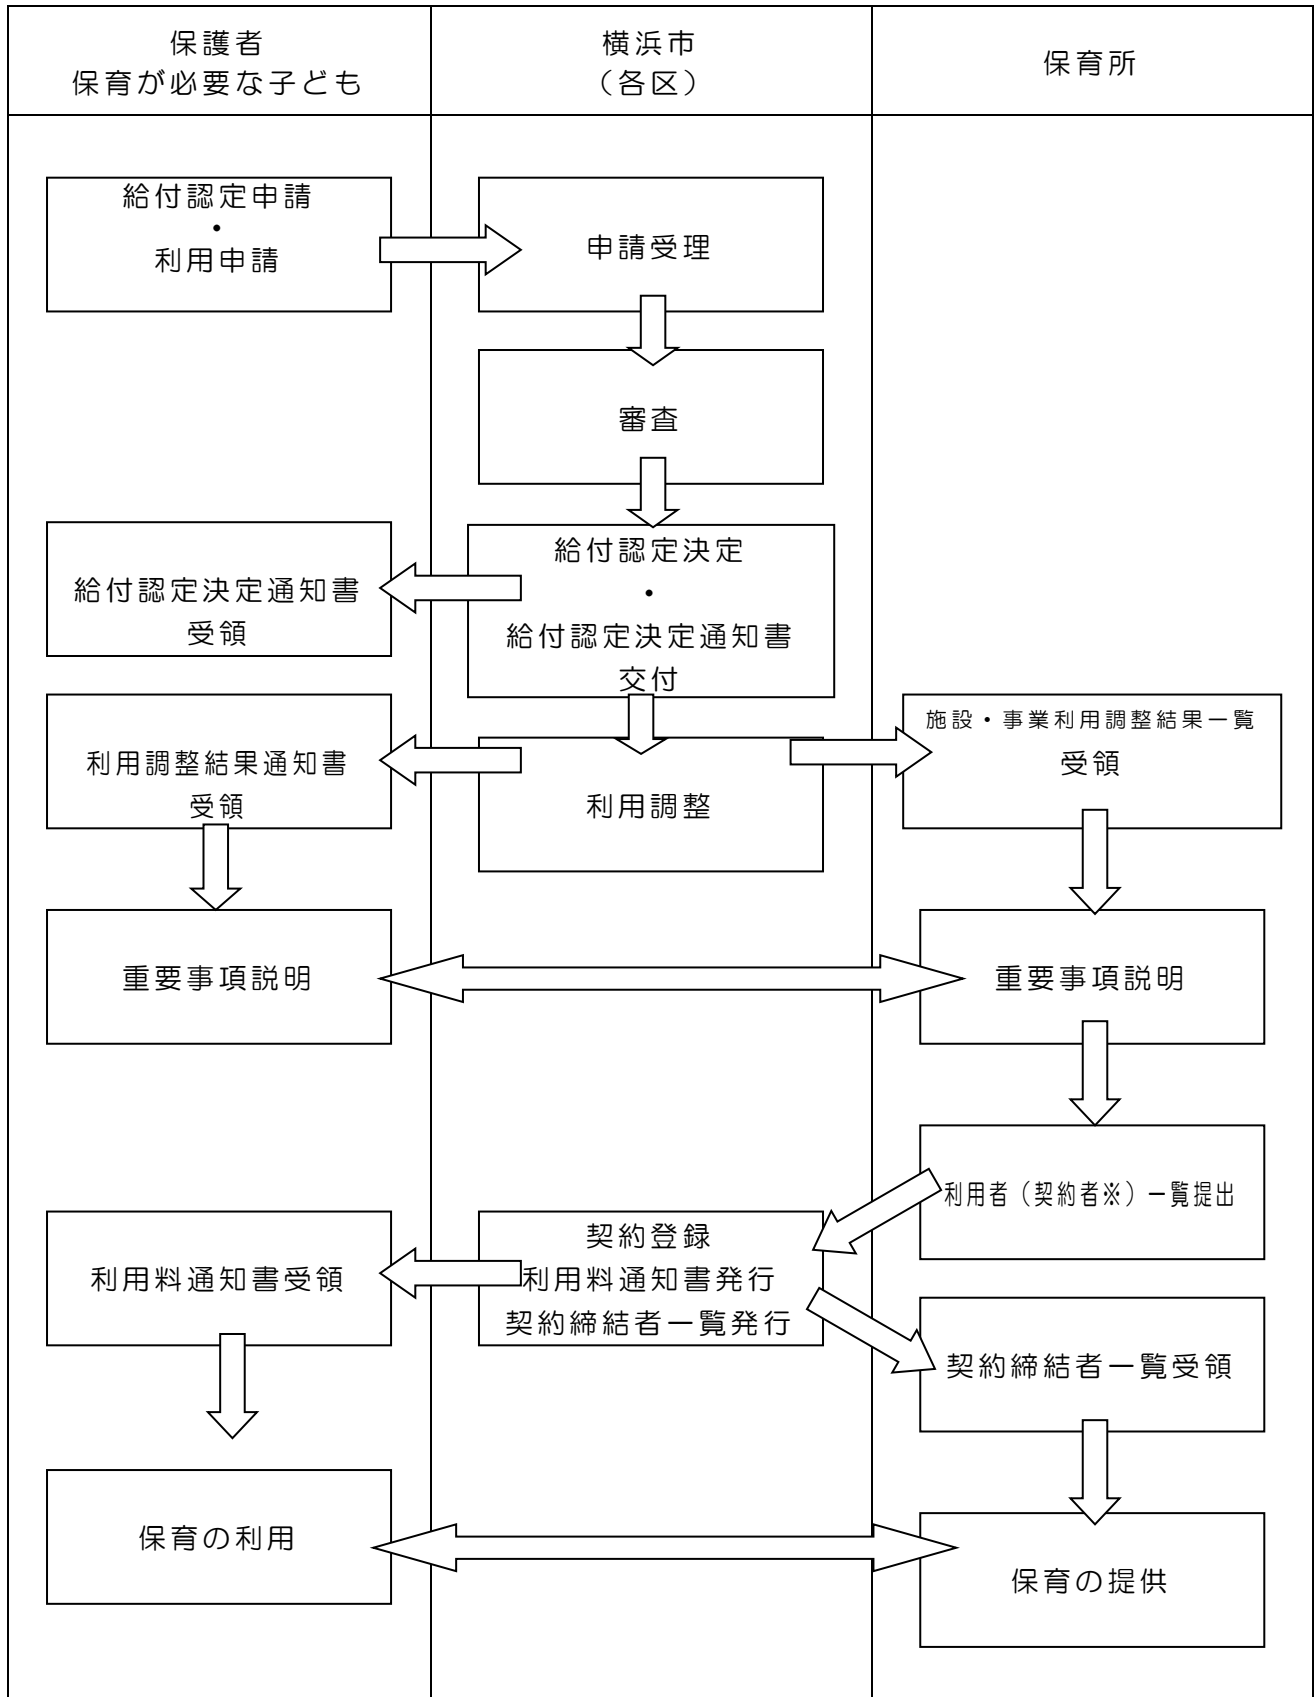 保護者
保育が必要な子ども
横浜市
（各区）
保育所
給付認定申請
・
利用申請
申請受理
審査
給付認定決定
・
給付認定決定通知書
交付
給付認定決定通知書
受領
利用調整結果通知書
受領
利用調整
施設・事業利用調整結果一覧
受領
重要事項説明
重要事項説明
利用者（契約者※）一覧提出
契約登録
利用料通知書発行
契約締結者一覧発行
利用料通知書受領
契約締結者一覧受領
保育の利用
保育の提供